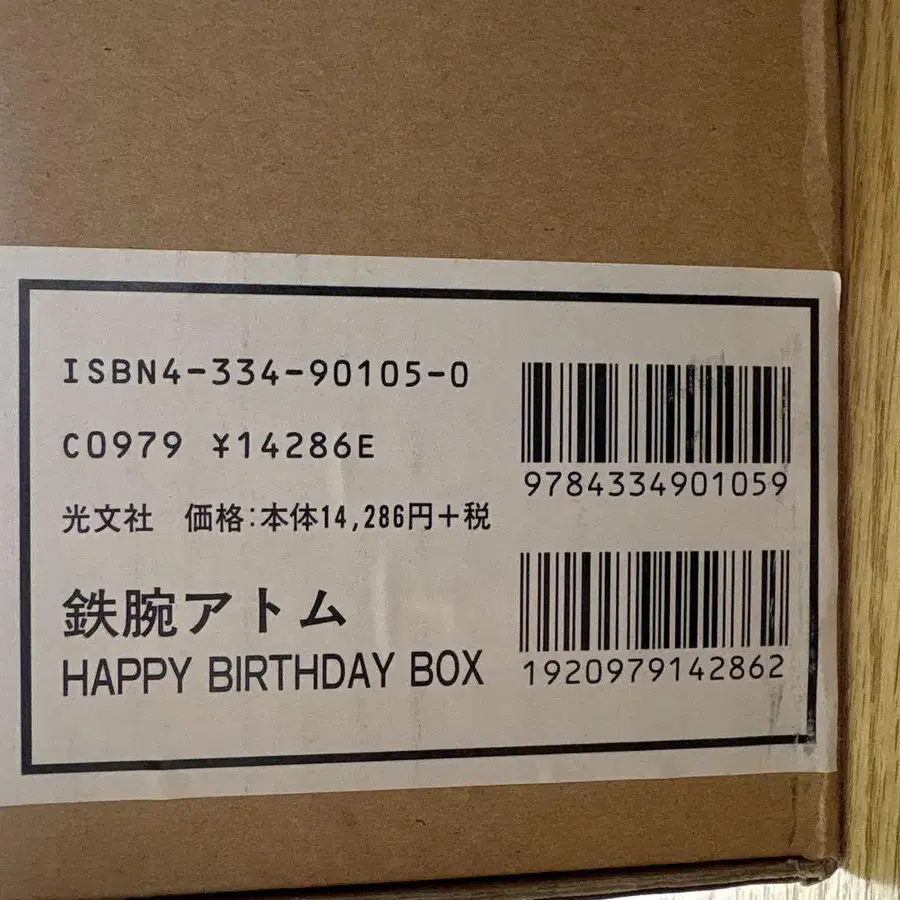 ISBN4-334-90105-0
C0979 ¥14286E
光文社 価格:本体14,286円+税
鉄腕アトム
HAPPY BIRTHDAY BOX
9784334901059
1920979142862